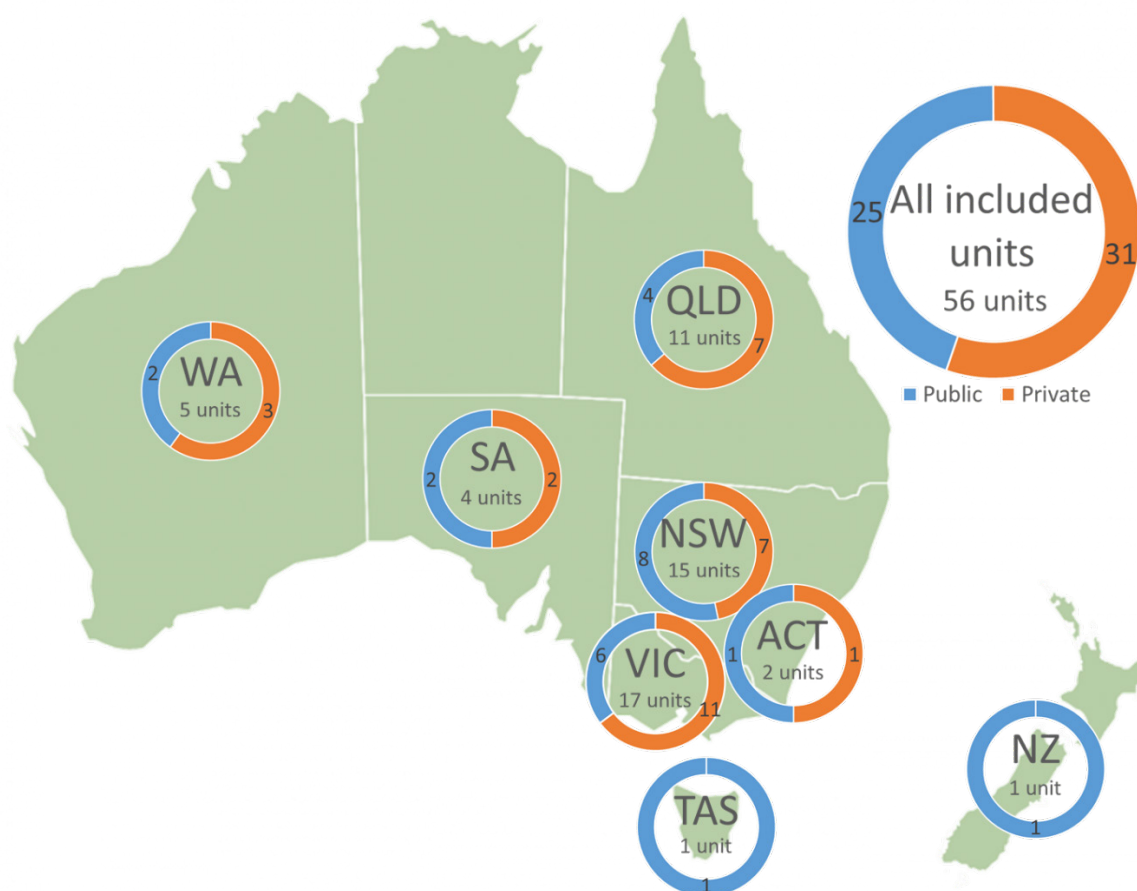 All included
units
56 units
25
31
Public
Private
QLD
11 units
4
7
WA
5 units
2
3
SA
4 units
2
2
NSW
15 units
8
7
ACT
2 units
1
1
VIC
17 units
6
11
NZ
1 unit
1
TAS
1 unit
1